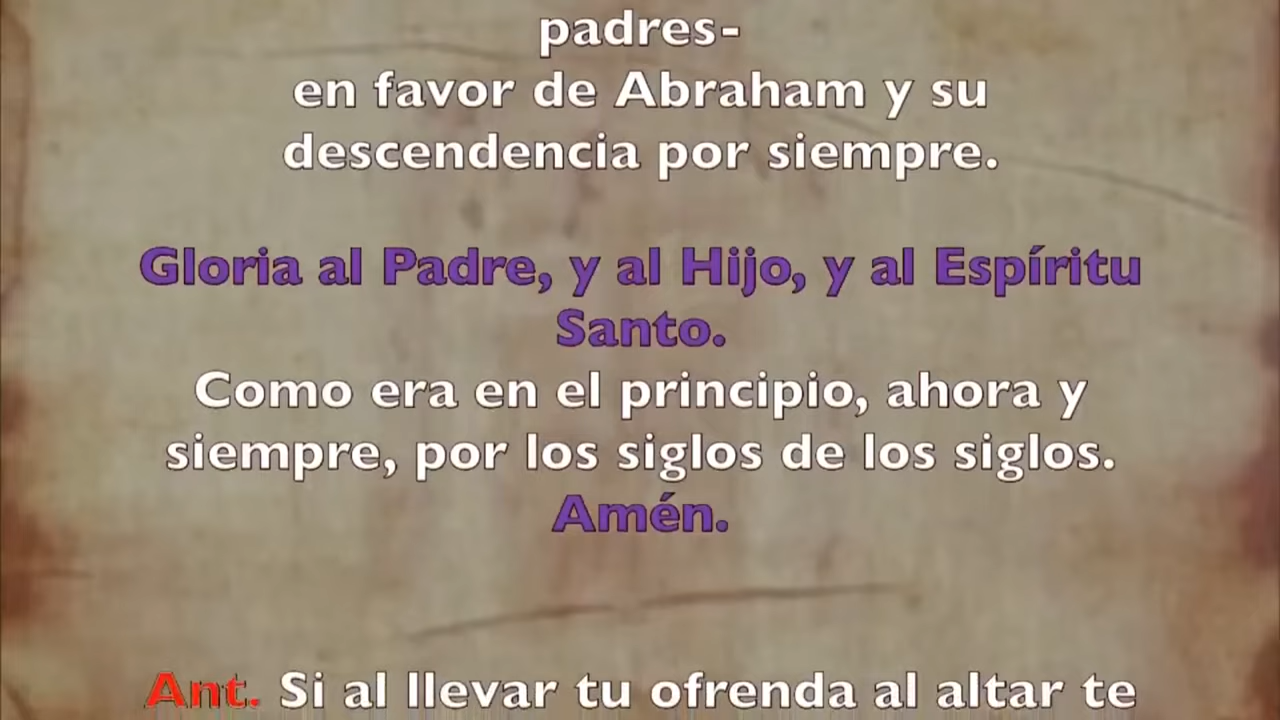 padres-
en favor de Abraham y su
descendencia por siempre.
Gloria al Padre, y al Hijo, y al Espíritu
Santo.
Como era en el principio, ahora y
siempre, por los siglos de los siglos.
Amén.
Ant. Si al llevar tu ofrenda al altar te